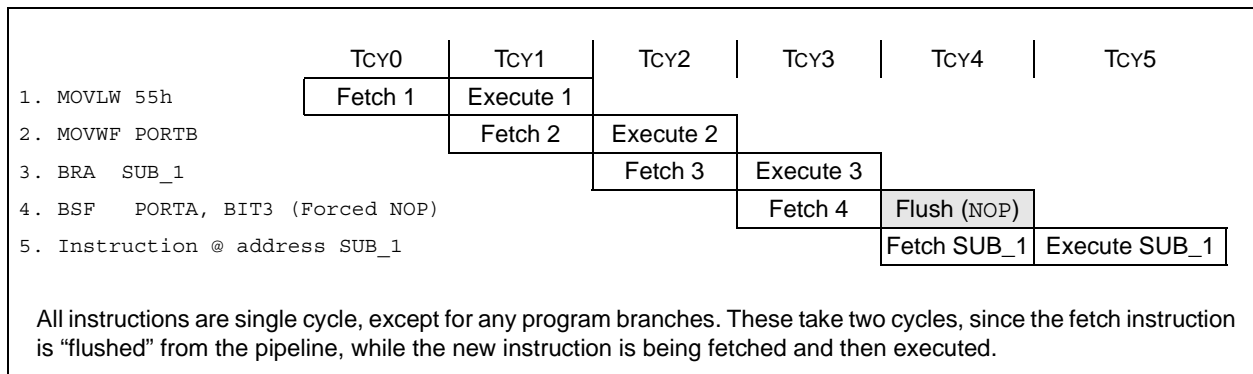 TCY0 TCY1 TCY2 TCY3 TCY4 TCY5
1. MOVLW 55h Fetch 1 Execute 1
2. MOVWF PORTB Fetch 2 Execute 2
3. BRA SUB_1 Fetch 3 Execute 3
4. BSF PORTA, BIT3 (Forced NOP) Fetch 4 Flush (NOP)
5. Instruction @ address SUB_1 Fetch SUB_1 Execute SUB_1
All instructions are single cycle, except for any program branches. These take two cycles, since the fetch instruction
is “flushed” from the pipeline, while the new instruction is being fetched and then executed.